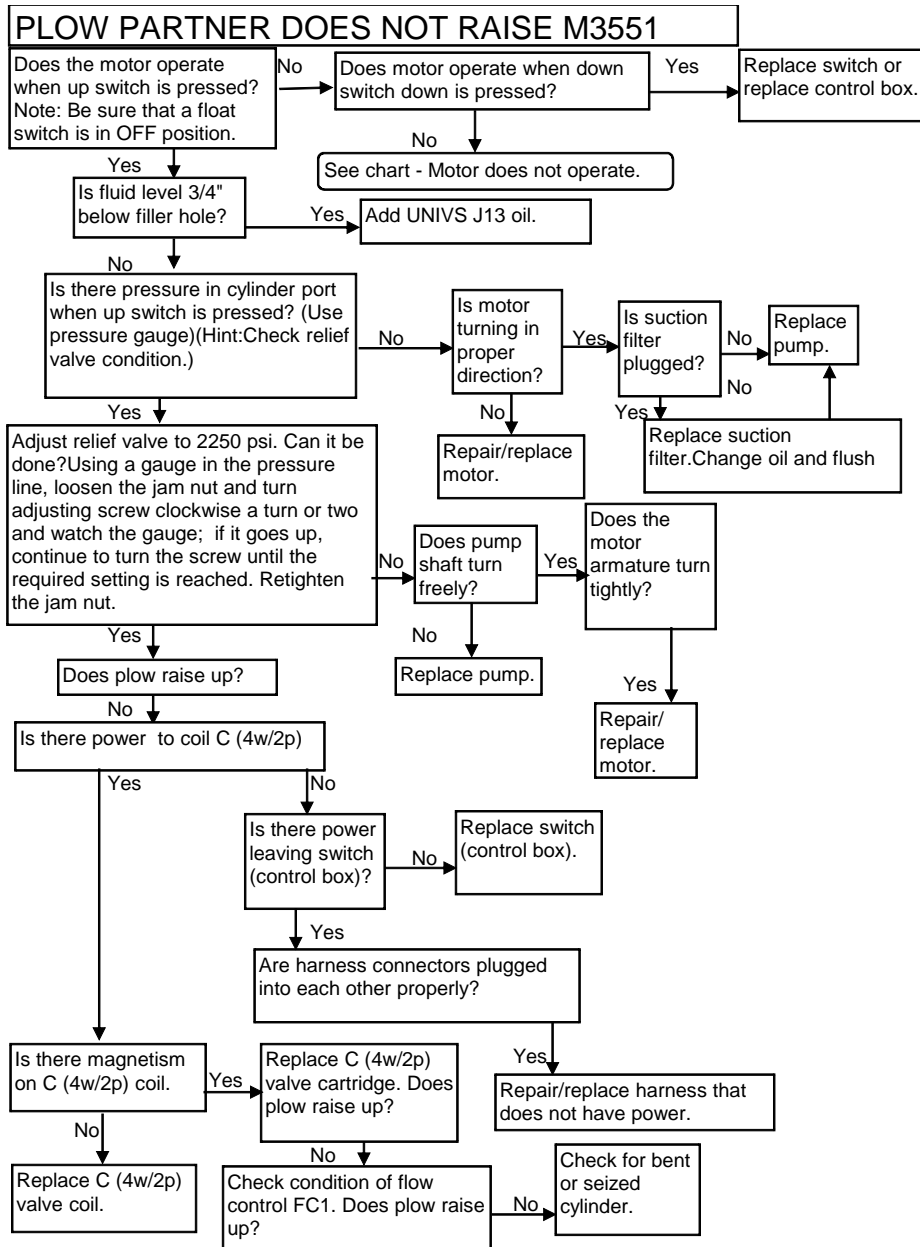 PLOW PARTNER DOES NOT RAISE M3551
Does the motor operate
when up switch is pressed?
Note: Be sure that a float
switch is in OFF position.
No
Does motor operate when down
switch down is pressed?
Yes
Replace switch or
replace control box.
No
See chart - Motor does not operate.
Yes
Is fluid level 3/4"
below filler hole?
Yes
Add UNIVS J13 oil.
No
Is there pressure in cylinder port
when up switch is pressed? (Use
pressure gauge)(Hint:Check relief
valve condition.)
No
Is motor
turning in
proper
direction?
Yes
Is suction
filter
plugged?
No
Replace
pump.
No
Yes
Replace suction
filter.Change oil and flush
No
Repair/replace
motor.
Yes
Adjust relief valve to 2250 psi. Can it be
done?Using a gauge in the pressure
line, loosen the jam nut and turn
adjusting screw clockwise a turn or two
and watch the gauge; if it goes up,
continue to turn the screw until the
required setting is reached. Retighten
the jam nut.
No
Does pump
shaft turn
freely?
Yes
Does the
motor
armature turn
tightly?
No
Replace pump.
Yes
Repair/
replace
motor.
Yes
Does plow raise up?
No
Is there power to coil C (4w/2p)
Yes
No
Is there power
leaving switch
(control box)?
No
Replace switch
(control box).
Yes
Are harness connectors plugged
into each other properly?
Yes
Repair/replace harness that
does not have power.
Is there magnetism
on C (4w/2p) coil.
Yes
Replace C (4w/2p)
valve cartridge. Does
plow raise up?
No
Replace C (4w/2p)
valve coil.
No
Check condition of flow
control FC1. Does plow raise
up?
No
Check for bent
or seized
cylinder.